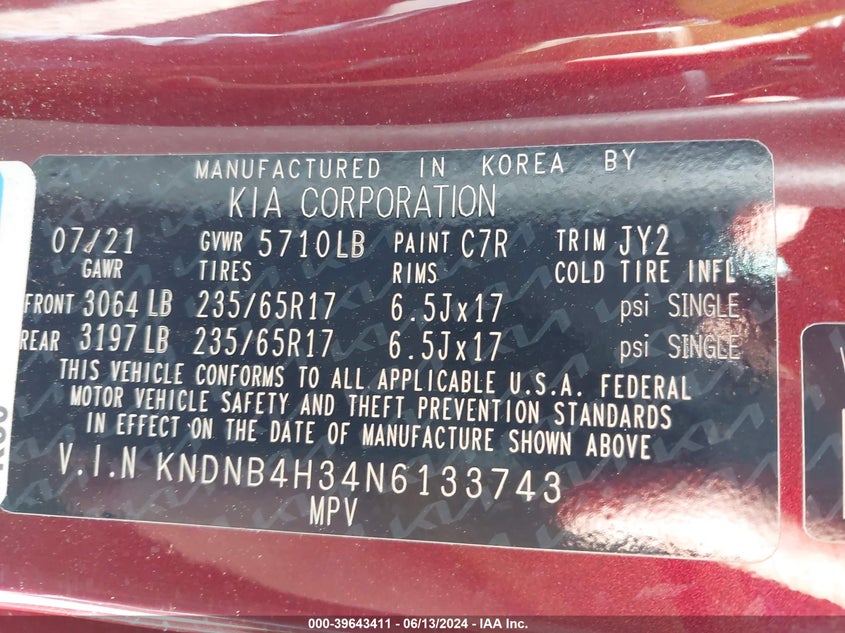 MANUFACTURED IN KOREA BY
KIA CORPORATION
07/21 GVWR 5710LB PAINT C7R TRIM JY2
GAWR TIRES RIMS COLD TIRE INFL
FRONT 3064 LB 235/65R17 6.5Jx17 psi SINGLE
REAR 3197 LB 235/65R17 6.5Jx17 psi SINGLE
THIS VEHICLE CONFORMS TO ALL APPLICABLE U.S.A. FEDERAL
MOTOR VEHICLE SAFETY AND THEFT PREVENTION STANDARDS
IN EFFECT ON THE DATE OF MANUFACTURE SHOWN ABOVE
V.I.N KNDNB4H34N6133743
MPV
000-39643411 - 06/13/2024 - IAA Inc.